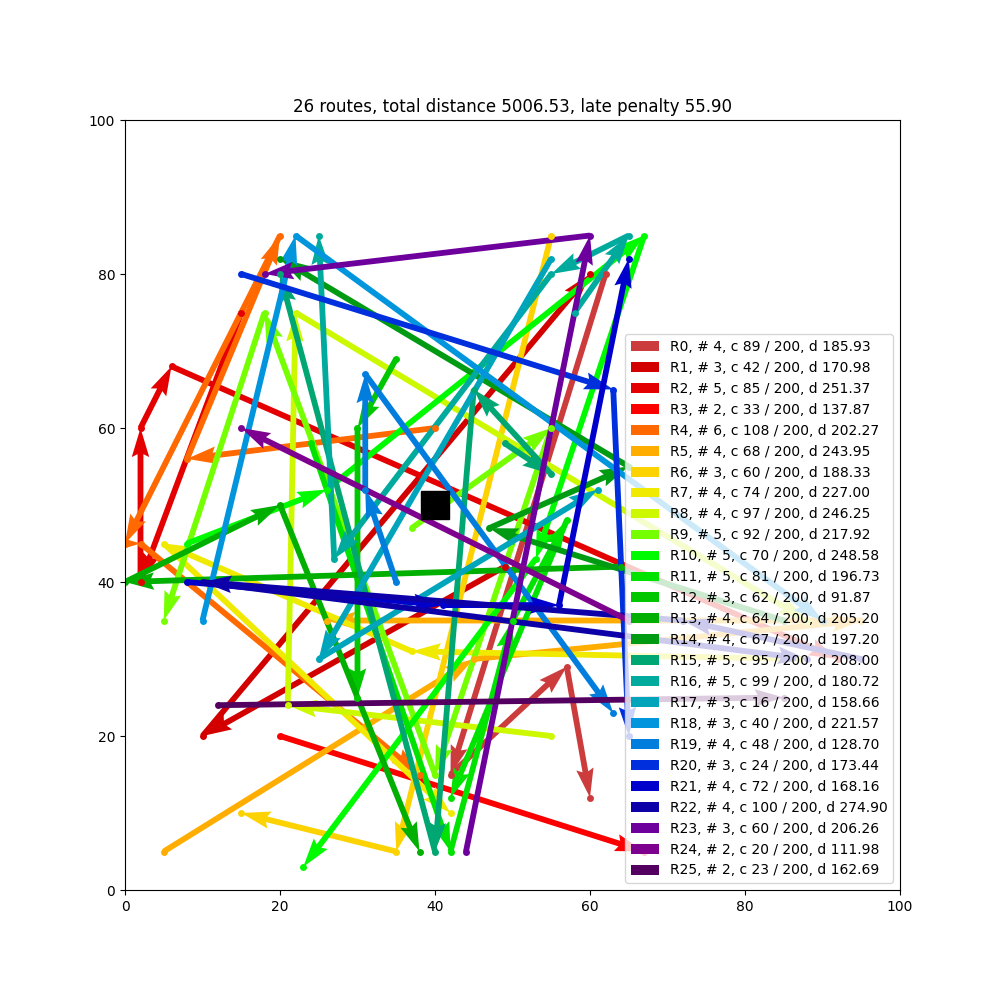 26 routes, total distance 5006.53, late penalty 55.90
100
80
60
40
20
0
0 20 40 60 80 100
R0, # 4, c 89 / 200, d 185.93
R1, # 3, c 42 / 200, d 170.98
R2, # 5, c 85 / 200, d 251.37
R3, # 2, c 33 / 200, d 137.87
R4, # 6, c 108 / 200, d 202.27
R5, # 4, c 68 / 200, d 243.95
R6, # 3, c 60 / 200, d 188.33
R7, # 4, c 74 / 200, d 227.00
R8, # 4, c 97 / 200, d 246.25
R9, # 5, c 92 / 200, d 217.92
R10, # 5, c 70 / 200, d 248.58
R11, # 5, c 81 / 200, d 196.73
R12, # 3, c 62 / 200, d 91.87
R13, # 4, c 64 / 200, d 205.20
R14, # 4, c 67 / 200, d 197.20
R15, # 5, c 95 / 200, d 208.00
R16, # 5, c 99 / 200, d 180.72
R17, # 3, c 16 / 200, d 158.66
R18, # 3, c 40 / 200, d 221.57
R19, # 4, c 48 / 200, d 128.70
R20, # 3, c 24 / 200, d 173.44
R21, # 4, c 72 / 200, d 168.16
R22, # 4, c 100 / 200, d 274.90
R23, # 3, c 60 / 200, d 206.26
R24, # 2, c 20 / 200, d 111.98
R25, # 2, c 23 / 200, d 162.69